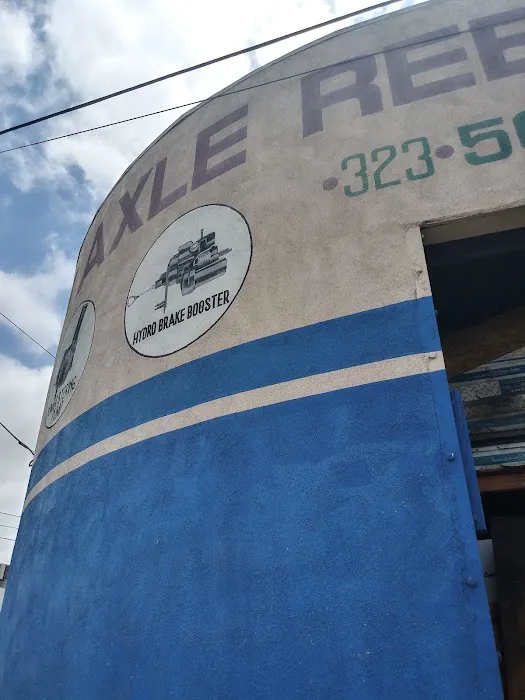 AXLE REE
·323·5
HYDRO BRAKE BOOSTER